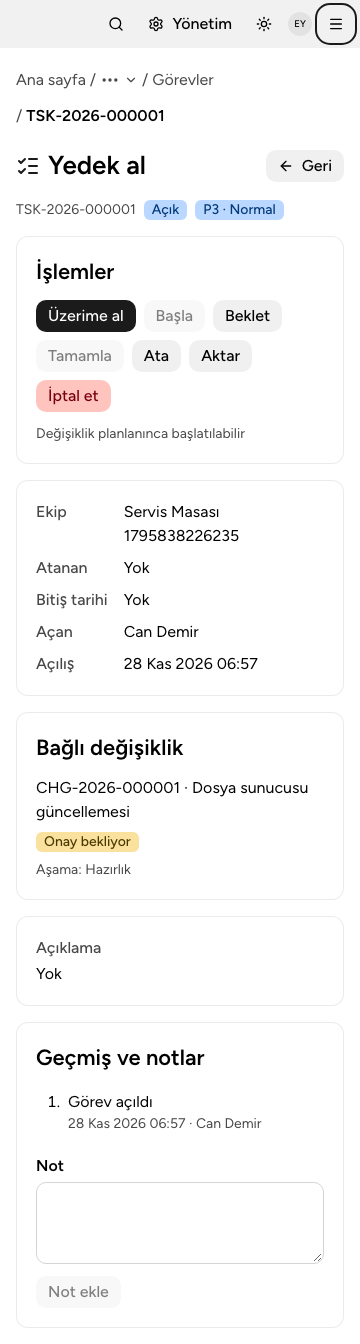 Yönetim
EY
Ana sayfa / ··· / Görevler
/ TSK-2026-000001
Yedek al
Geri
TSK-2026-000001 Açık P3 · Normal
İşlemler
Üzerime al Başla Beklet
Tamamla Ata Aktar
İptal et
Değişiklik planlanınca başlatılabilir
Ekip Servis Masası
1795838226235
Atanan Yok
Bitiş tarihi Yok
Açan Can Demir
Açılış 28 Kas 2026 06:57
Bağlı değişiklik
CHG-2026-000001 · Dosya sunucusu
güncellemesi
Onay bekliyor
Aşama: Hazırlık
Açıklama
Yok
Geçmiş ve notlar
1. Görev açıldı
28 Kas 2026 06:57 · Can Demir
Not
Not ekle